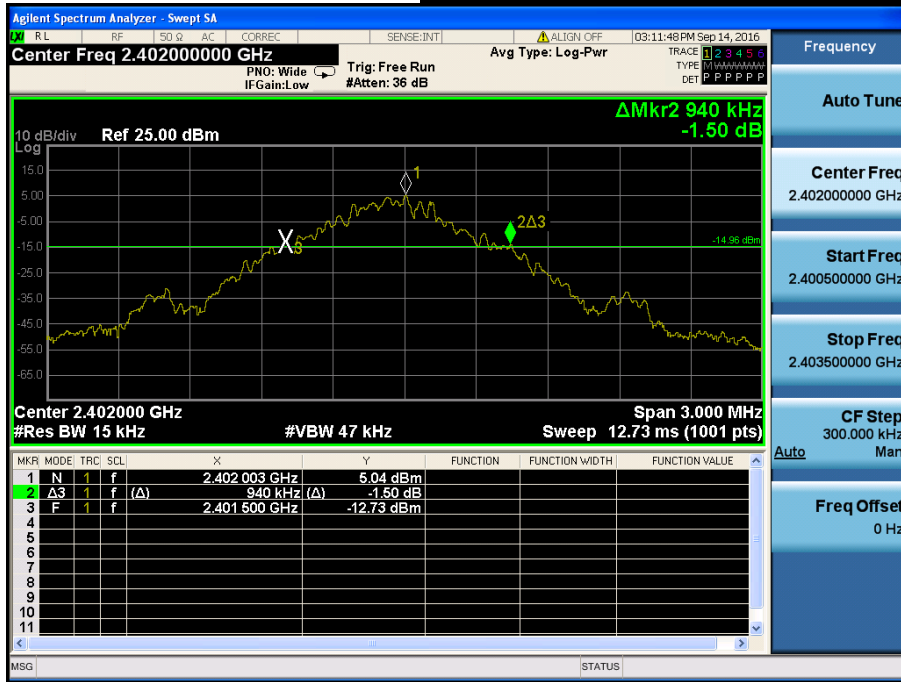 Agilent Spectrum Analyzer - Swept SA
LXI RL RF 50 Ω AC CORREC SENSE:INT ALIGN OFF 03:11:48 PM Sep 14, 2016
Center Freq 2.402000000 GHz
PNO: Wide
IFGain:Low
Trig: Free Run
#Atten: 36 dB
Avg Type: Log-Pwr
TRACE 1 2 3 4 5 6
TYPE M WWWWW
DET P P P P P P
ΔMkr2 940 kHz
-1.50 dB
10 dB/div Ref 25.00 dBm
Log
15.0
5.00
-5.00
-15.0
-25.0
-35.0
-45.0
-55.0
-65.0
1
2Δ3
3
-14.96 dBm
Center 2.402000 GHz Span 3.000 MHz
#Res BW 15 kHz #VBW 47 kHz Sweep 12.73 ms (1001 pts)
MKR MODE TRC SCL X Y FUNCTION FUNCTION WIDTH FUNCTION VALUE
1 N 1 f 2.402 003 GHz 5.04 dBm
2 Δ3 1 f (Δ) 940 kHz (Δ) -1.50 dB
3 F 1 f 2.401 500 GHz -12.73 dBm
4
5
6
7
8
9
10
11
MSG STATUS
Frequency
Auto Tune
Center Freq
2.402000000 GHz
Start Freq
2.400500000 GHz
Stop Freq
2.403500000 GHz
CF Step
300.000 kHz
Auto Man
Freq Offset
0 Hz